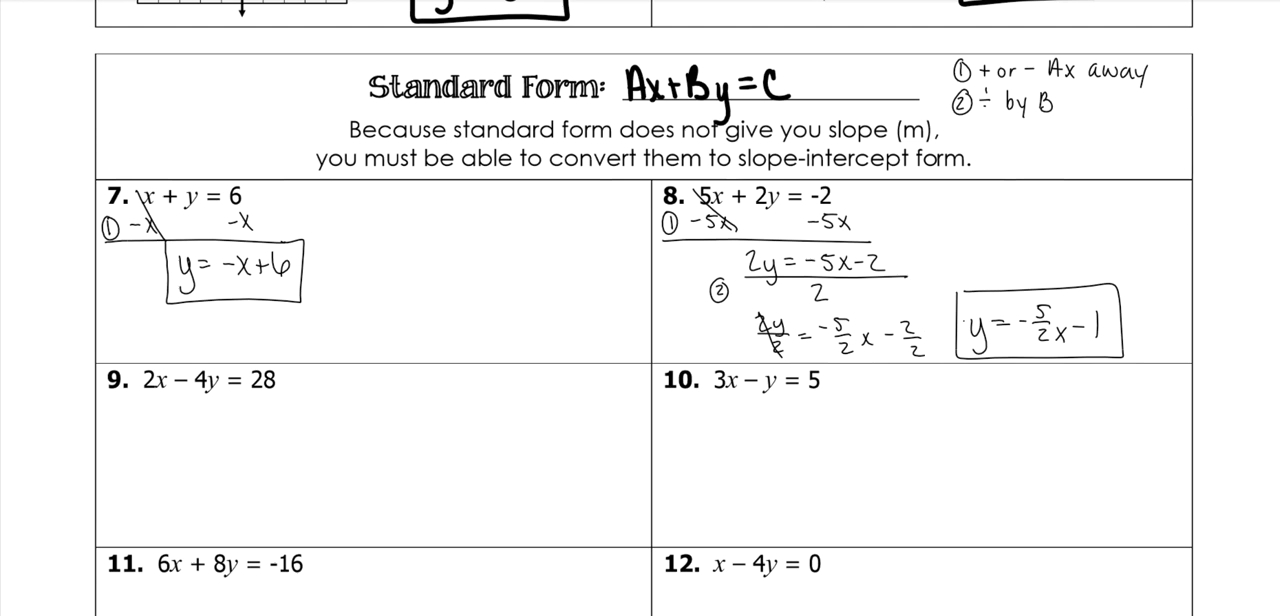 Standard Form: Ax+By=C
① + or - Ax away
② ÷ by B
Because standard form does not give you slope (m),
you must be able to convert them to slope-intercept form.
7. x + y = 6
① -x -x
y = -x+6
8. 5x + 2y = -2
① -5x -5x
2y = -5x-2
② 2
2y/2 = -5/2 x - 2/2
y = -5/2 x - 1
9. 2x – 4y = 28
10. 3x – y = 5
11. 6x + 8y = -16
12. x – 4y = 0